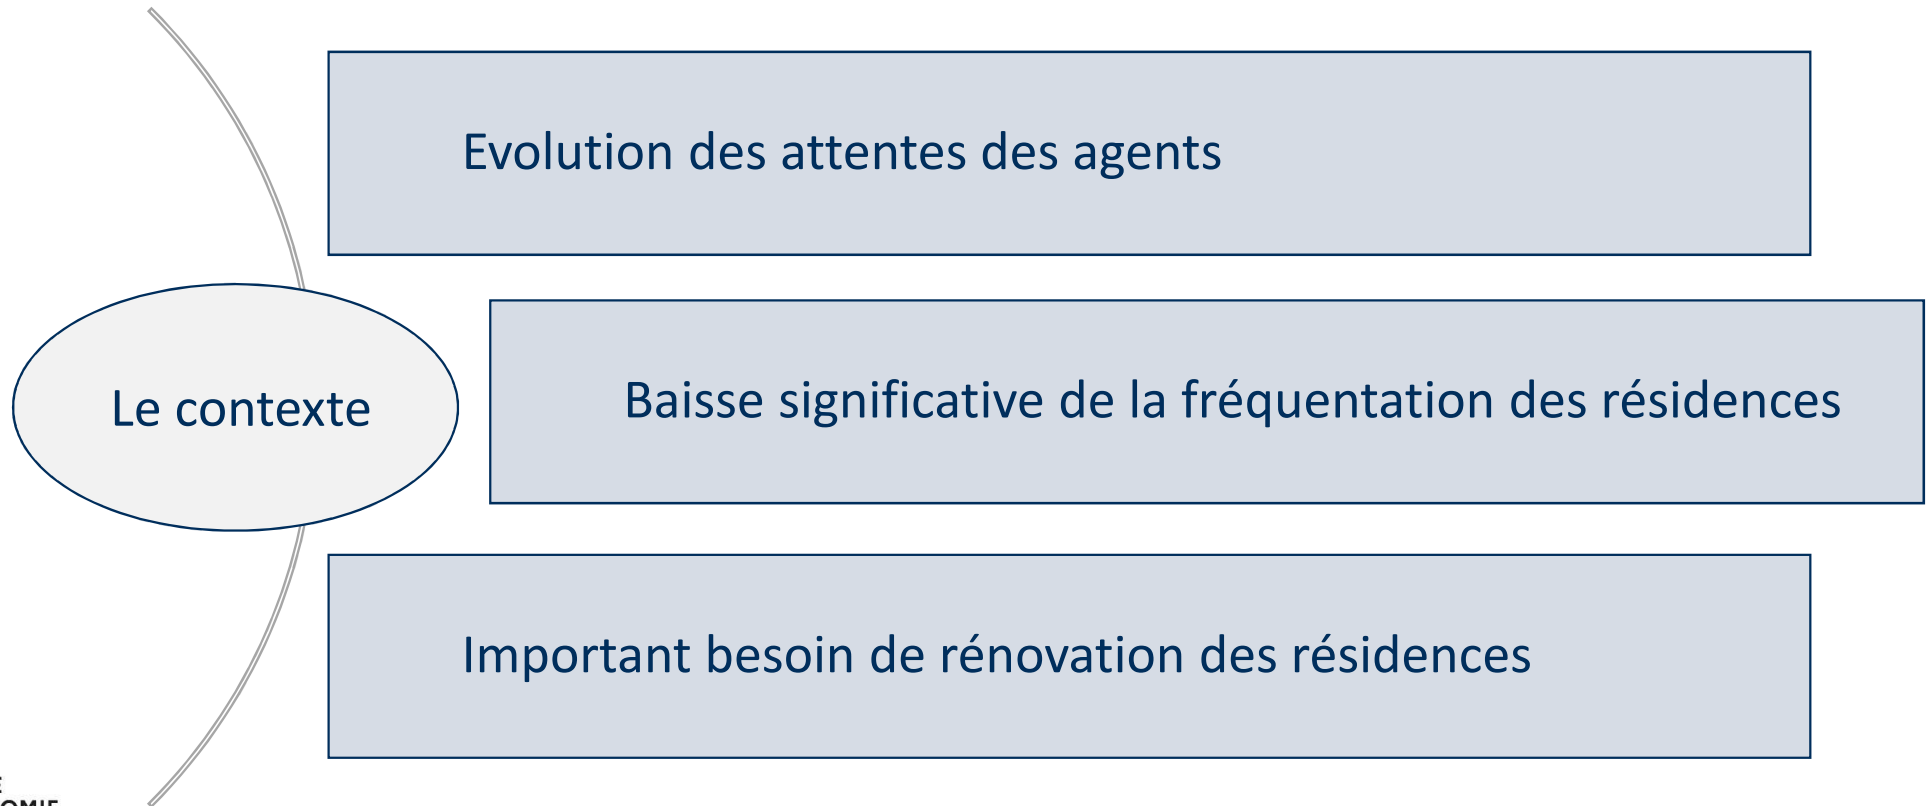 Evolution des attentes des agents
Le contexte
Baisse significative de la fréquentation des résidences
Important besoin de rénovation des résidences